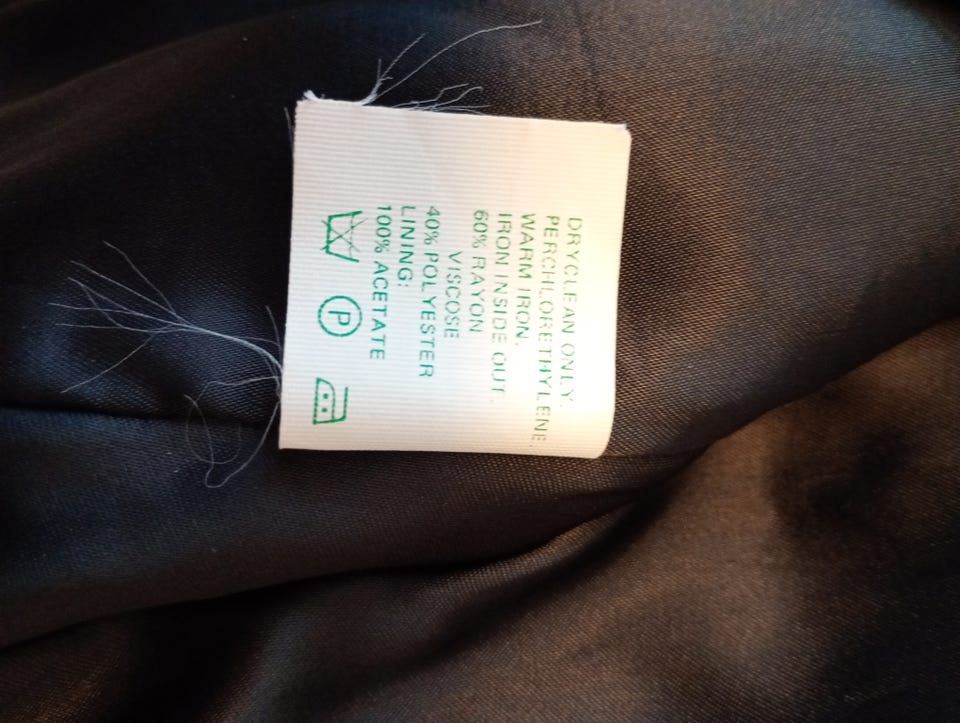 DRYCLEAN ONLY.
PERCHLORETHYLENE.
WARM IRON.
IRON INSIDE OUT.
60% RAYON
VISCOSE
40% POLYESTER
LINING:
100% ACETATE
P